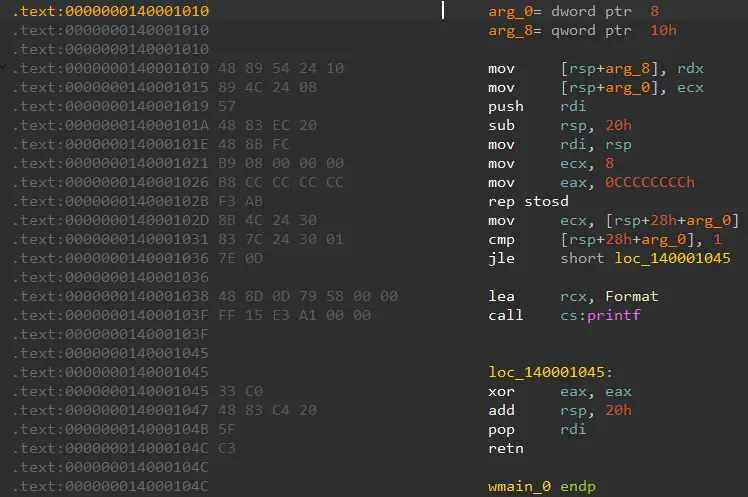 .text:0000000140001010 arg_0= dword ptr  8
.text:0000000140001010 arg_8= qword ptr  10h
.text:0000000140001010
.text:0000000140001010 48 89 54 24 10 mov [rsp+arg_8], rdx
.text:0000000140001015 89 4C 24 08 mov [rsp+arg_0], ecx
.text:0000000140001019 57 push rdi
.text:000000014000101A 48 83 EC 20 sub rsp, 20h
.text:000000014000101E 48 8B FC mov rdi, rsp
.text:0000000140001021 B9 08 00 00 00 mov ecx, 8
.text:0000000140001026 B8 CC CC CC CC mov eax, 0CCCCCCCCh
.text:000000014000102B F3 AB rep stosd
.text:000000014000102D 8B 4C 24 30 mov ecx, [rsp+28h+arg_0]
.text:0000000140001031 83 7C 24 30 01 cmp [rsp+28h+arg_0], 1
.text:0000000140001036 7E 0D jle short loc_140001045
.text:0000000140001036
.text:0000000140001038 48 8D 0D 79 58 00 00 lea rcx, Format
.text:000000014000103F FF 15 E3 A1 00 00 call cs:printf
.text:000000014000103F
.text:0000000140001045
.text:0000000140001045 loc_140001045:
.text:0000000140001045 33 C0 xor eax, eax
.text:0000000140001047 48 83 C4 20 add rsp, 20h
.text:000000014000104B 5F pop rdi
.text:000000014000104C C3 retn
.text:000000014000104C
.text:000000014000104C wmain_0 endp